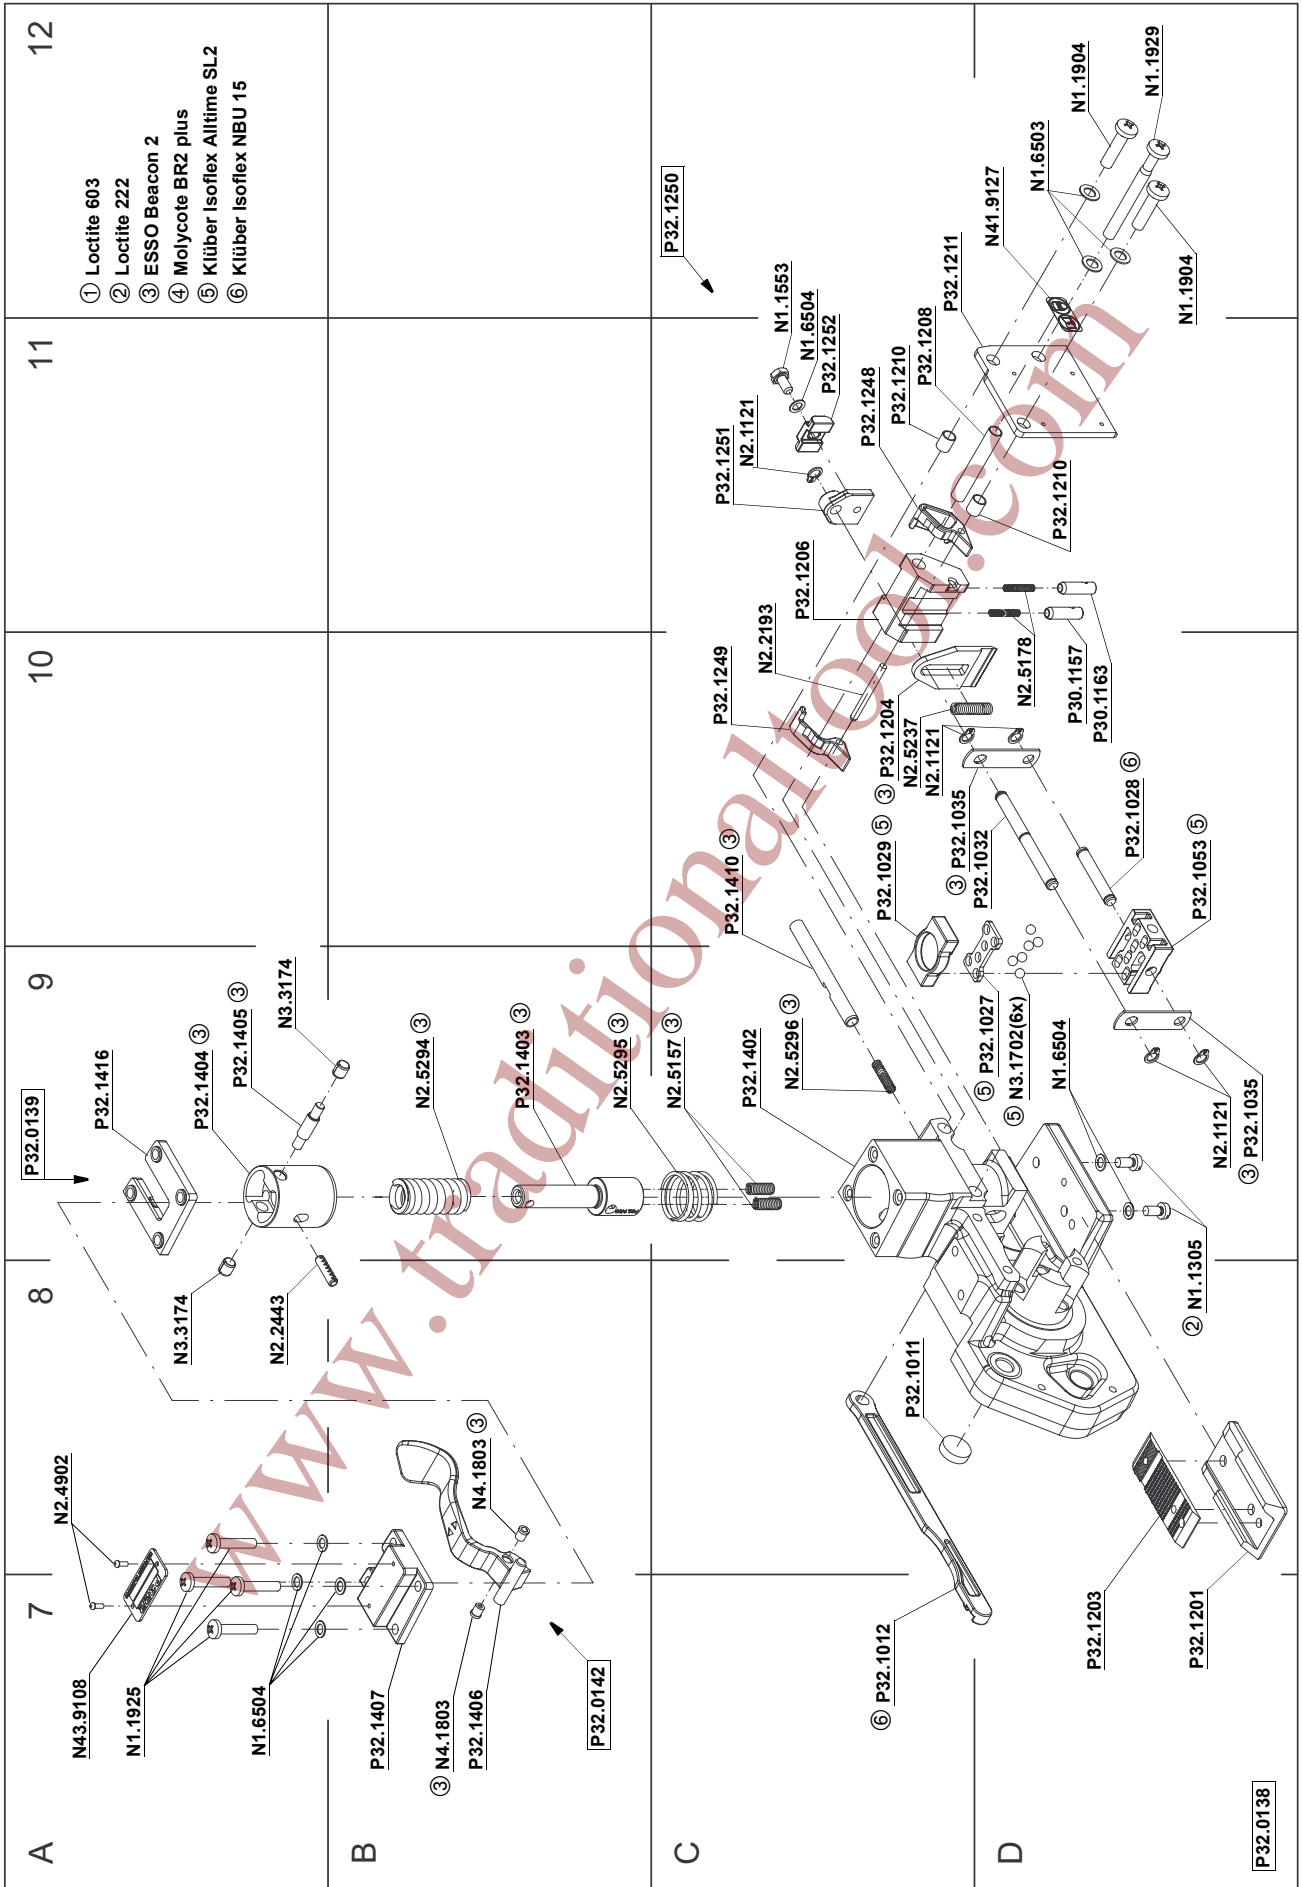 12
11
10
9
8
7
A
B
C
D
① Loctite 603
② Loctite 222
③ ESSO Beacon 2
④ Molycote BR2 plus
⑤ Klüber Isoflex Alltime SL2
⑥ Klüber Isoflex NBU 15
P32.0139
P32.1416
P32.1404 ③
P32.1405 ③
N3.3174
N3.3174
N2.2443
N2.5294 ③
P32.1403 ③
N2.5295 ③
N2.5157 ③
P32.1402
N2.5296 ③
P32.1410 ③
N2.4902
N43.9108
N1.1925
N1.6504
P32.1407
③ N4.1803
P32.1406
N4.1803 ③
P32.0142
P32.1250
N1.1553
N1.6504
P32.1252
P32.1251
N2.1121
P32.1248
P32.1210
P32.1208
P32.1211
N41.9127
N1.6503
N1.1904
N1.1929
N1.1904
P32.1210
P32.1206
N2.2193
P32.1249
N2.5178
P30.1157
P30.1163
③ P32.1204
N2.5237
N2.1121
③ P32.1035
P32.1032
P32.1028 ⑥
P32.1029 ⑤
P32.1053 ⑤
⑤ P32.1027
⑤ N3.1702(6x)
N1.6504
N2.1121
③ P32.1035
② N1.1305
P32.1011
⑥ P32.1012
P32.1203
P32.1201
P32.0138
www.traditionaltool.com